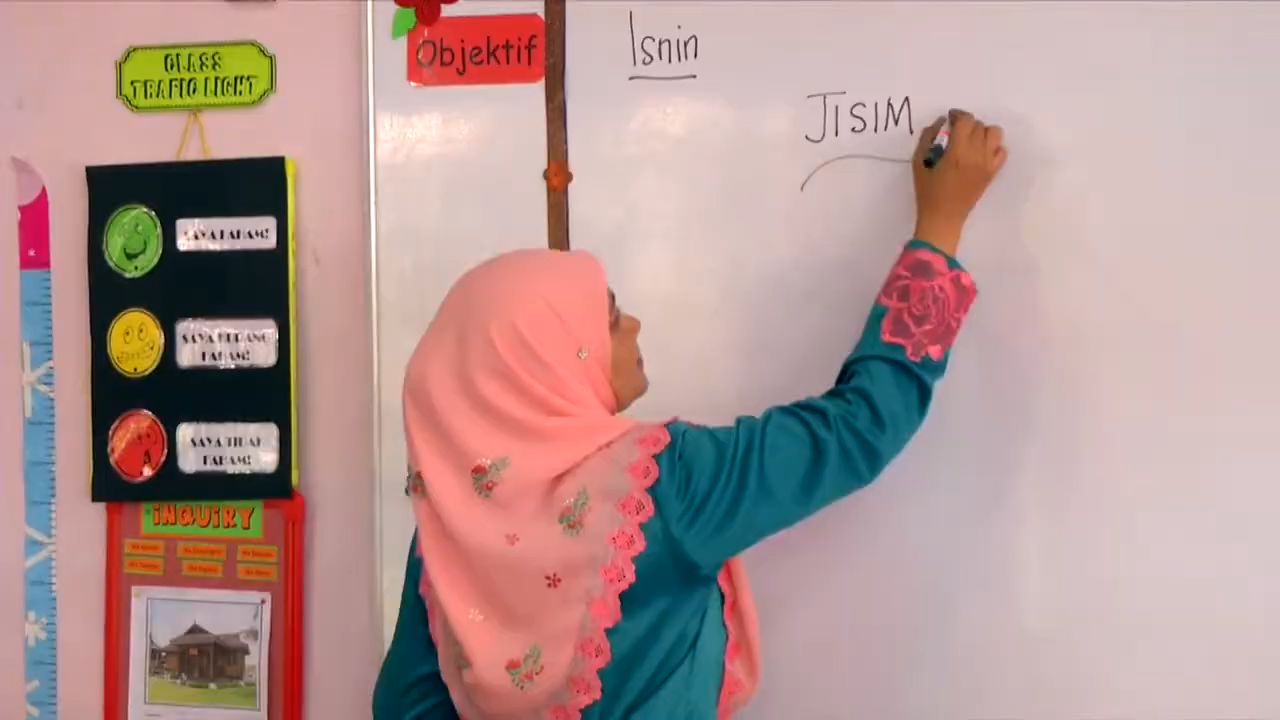 CLASS
TRAFIC LIGHT
SAYA FAHAM!
SAYA KURANG
FAHAM!
SAYA TIDAK
FAHAM!
INQUIRY
Objektif
Isnin
JISIM